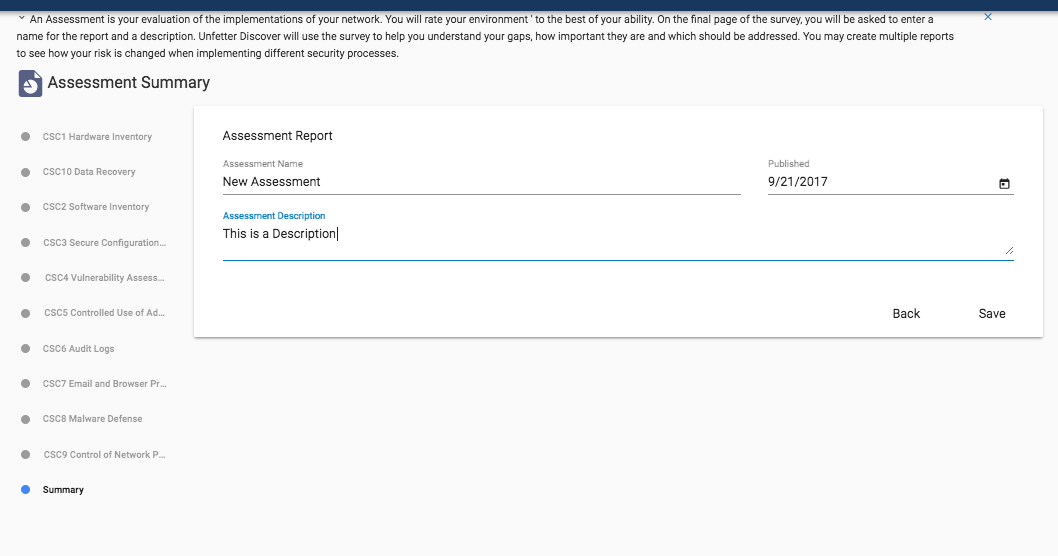 An Assessment is your evaluation of the implementations of your network. You will rate your environment ' to the best of your ability. On the final page of the survey, you will be asked to enter a
name for the report and a description. Unfetter Discover will use the survey to help you understand your gaps, how important they are and which should be addressed. You may create multiple reports
to see how your risk is changed when implementing different security processes.
Assessment Summary
CSC1 Hardware Inventory
CSC10 Data Recovery
CSC2 Software Inventory
CSC3 Secure Configuration...
CSC4 Vulnerability Assess...
CSC5 Controlled Use of Ad...
CSC6 Audit Logs
CSC7 Email and Browser Pr...
CSC8 Malware Defense
CSC9 Control of Network P...
Summary
Assessment Report
Assessment Name
New Assessment
Published
9/21/2017
Assessment Description
This is a Description
Back
Save